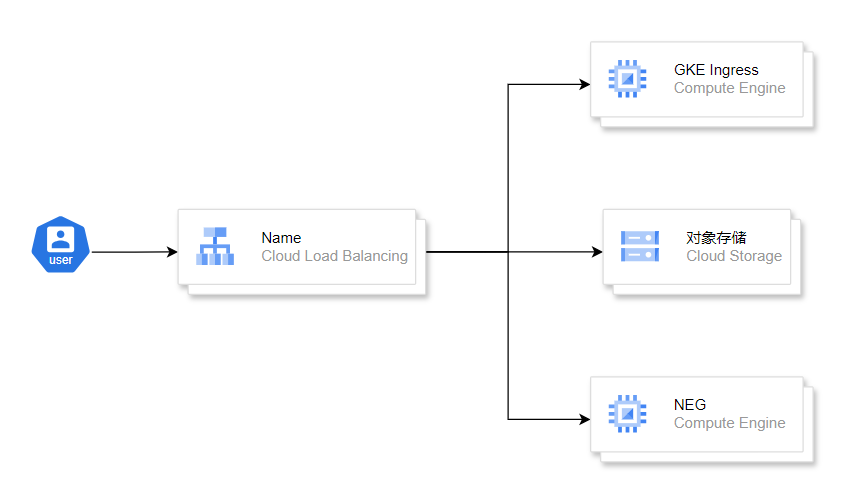 GKE Ingress
Compute Engine
user
Name
Cloud Load Balancing
对象存储
Cloud Storage
NEG
Compute Engine